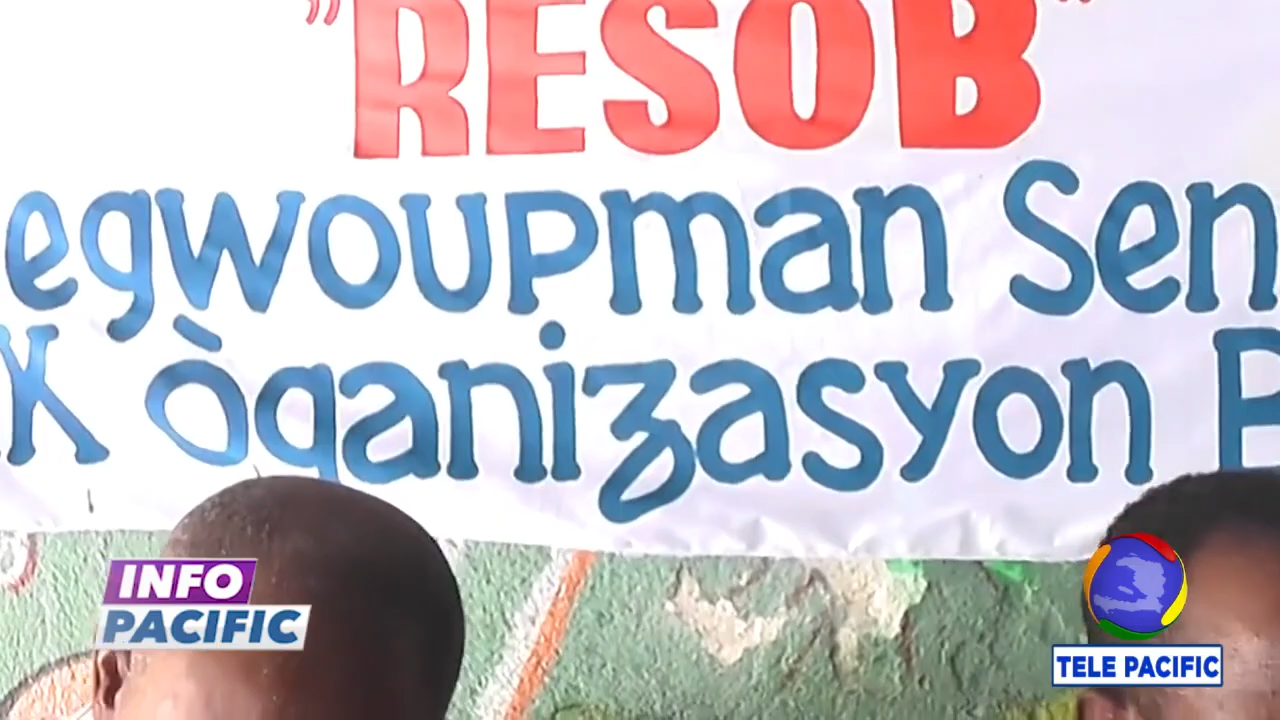 "RESOB"
egwoupman Sen
K Òganizasyon
INFO
PACIFIC
TELE PACIFIC